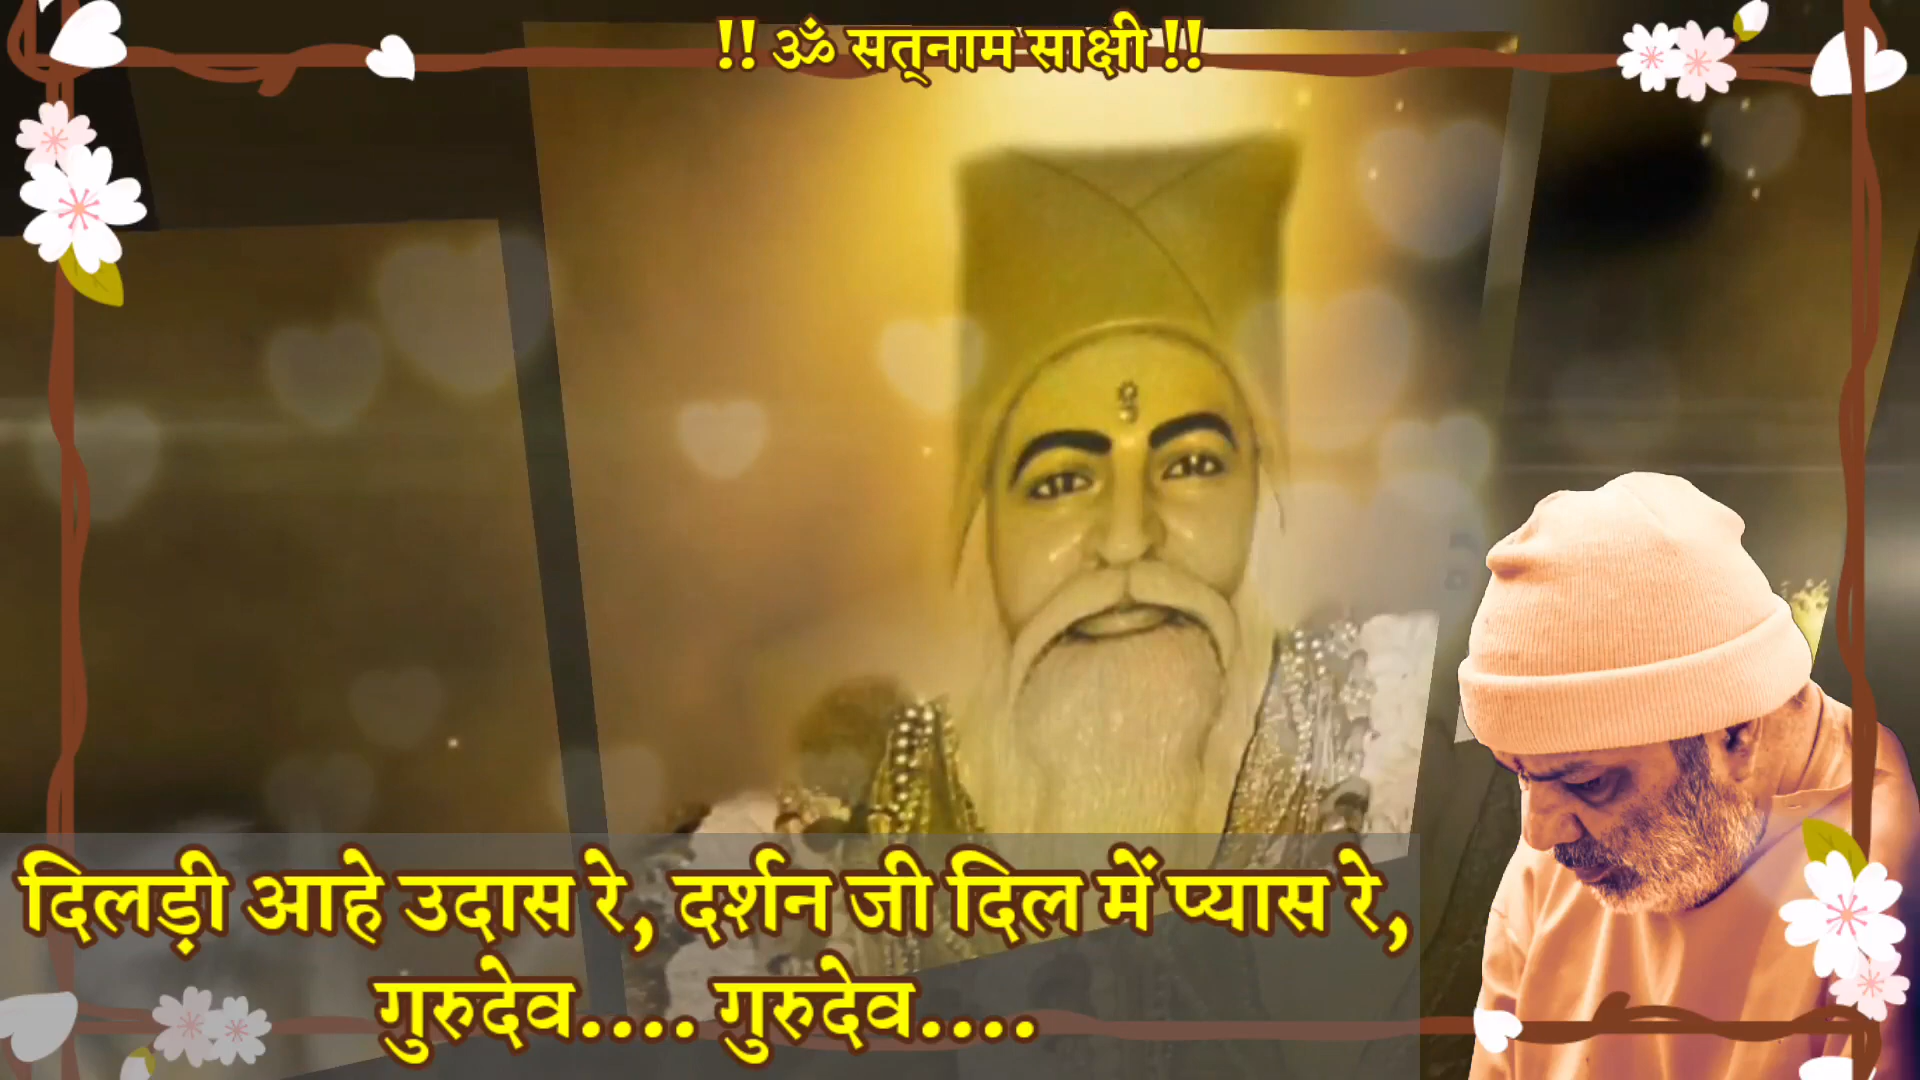 !! ॐ सत्‌नाम साक्षी !!
दिलड़ी आहे उदास रे, दर्शन जी दिल में प्यास रे,
गुरुदेव.... गुरुदेव....